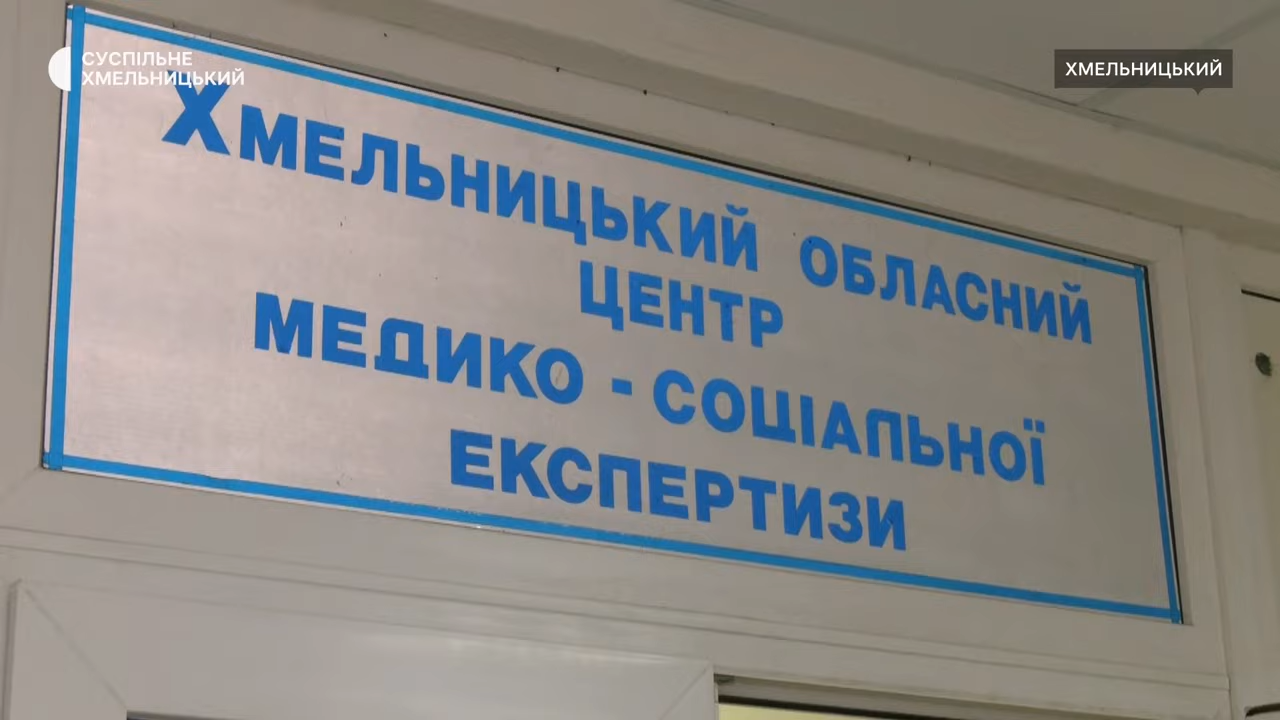 СУСПІЛЬНЕ
ХМЕЛЬНИЦЬКИЙ
ХМЕЛЬНИЦЬКИЙ
ХМЕЛЬНИЦЬКИЙ ОБЛАСНИЙ
ЦЕНТР
МЕДИКО - СОЦІАЛЬНОЇ
ЕКСПЕРТИЗИ